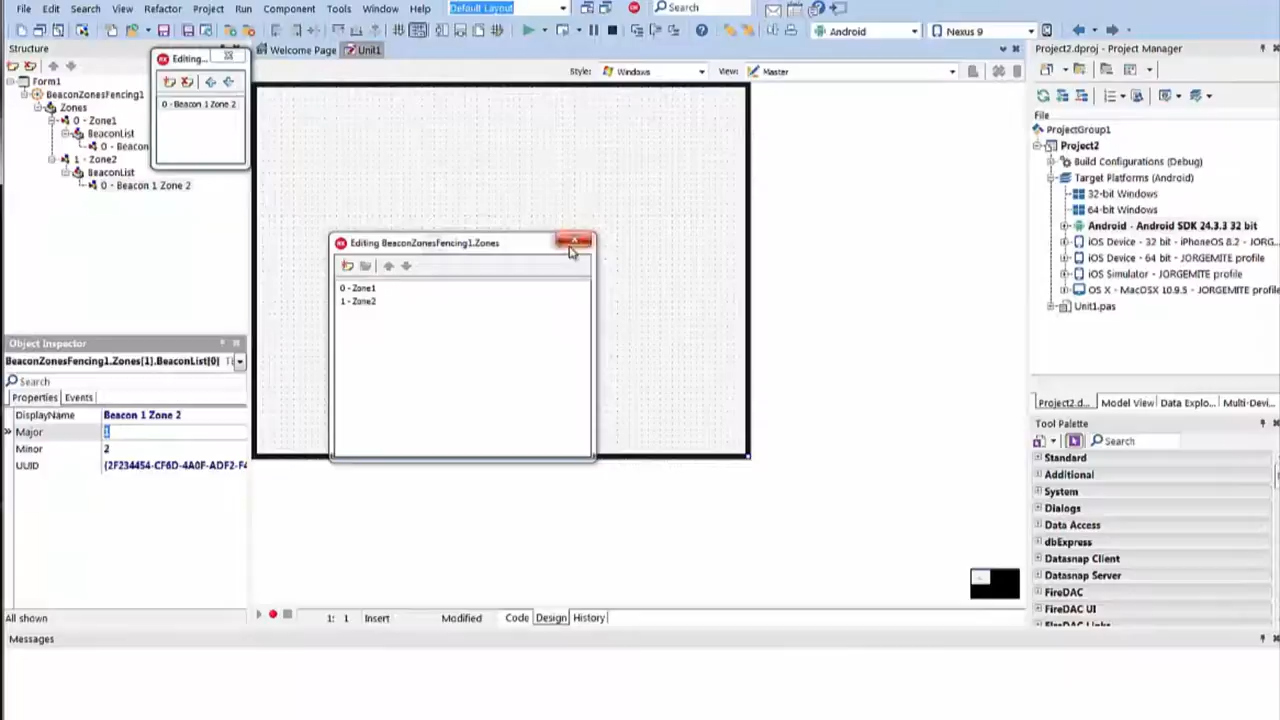 File Edit Search View Refactor Project Run Component Tools Window Help Default Layout Search
Android Nexus 9
Structure
Form1
BeaconZonesFencing1
Zones
0 - Zone1
BeaconList
0 - Beacon
1 - Zone2
BeaconList
0 - Beacon 1 Zone 2
Editing...
0 - Beacon 1 Zone 2
Welcome Page Unit1
Style: Windows View: Master
Editing BeaconZonesFencing1.Zones
0 - Zone1
1 - Zone2
Object Inspector
BeaconZonesFencing1.Zones[1].BeaconList[0]
Search
Properties Events
DisplayName Beacon 1 Zone 2
Major 1
Minor 2
UUID {2F234454-CF6D-4A0F-ADF2-F4
All shown
1: 1 Insert Modified Code Design History
Messages
Project2.dproj - Project Manager
File
ProjectGroup1
Project2
Build Configurations (Debug)
Target Platforms (Android)
32-bit Windows
64-bit Windows
Android - Android SDK 24.3.3 32 bit
iOS Device - 32 bit - iPhoneOS 8.2 - JORG...
iOS Device - 64 bit - JORGEMITE profile
iOS Simulator - JORGEMITE profile
OS X - MacOSX 10.9.5 - JORGEMITE profile
Unit1.pas
Project2.d... Model View Data Explo... Multi-Devi...
Tool Palette
Search
Standard
Additional
System
Dialogs
Data Access
dbExpress
Datasnap Client
Datasnap Server
FireDAC
FireDAC UI
FireDAC Links